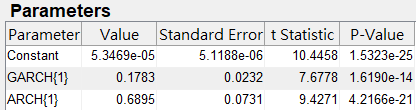 Parameters
Parameter Value Standard Error t Statistic P-Value
Constant 5.3469e-05 5.1188e-06 10.4458 1.5323e-25
GARCH{1} 0.1783 0.0232 7.6778 1.6190e-14
ARCH{1} 0.6895 0.0731 9.4271 4.2166e-21